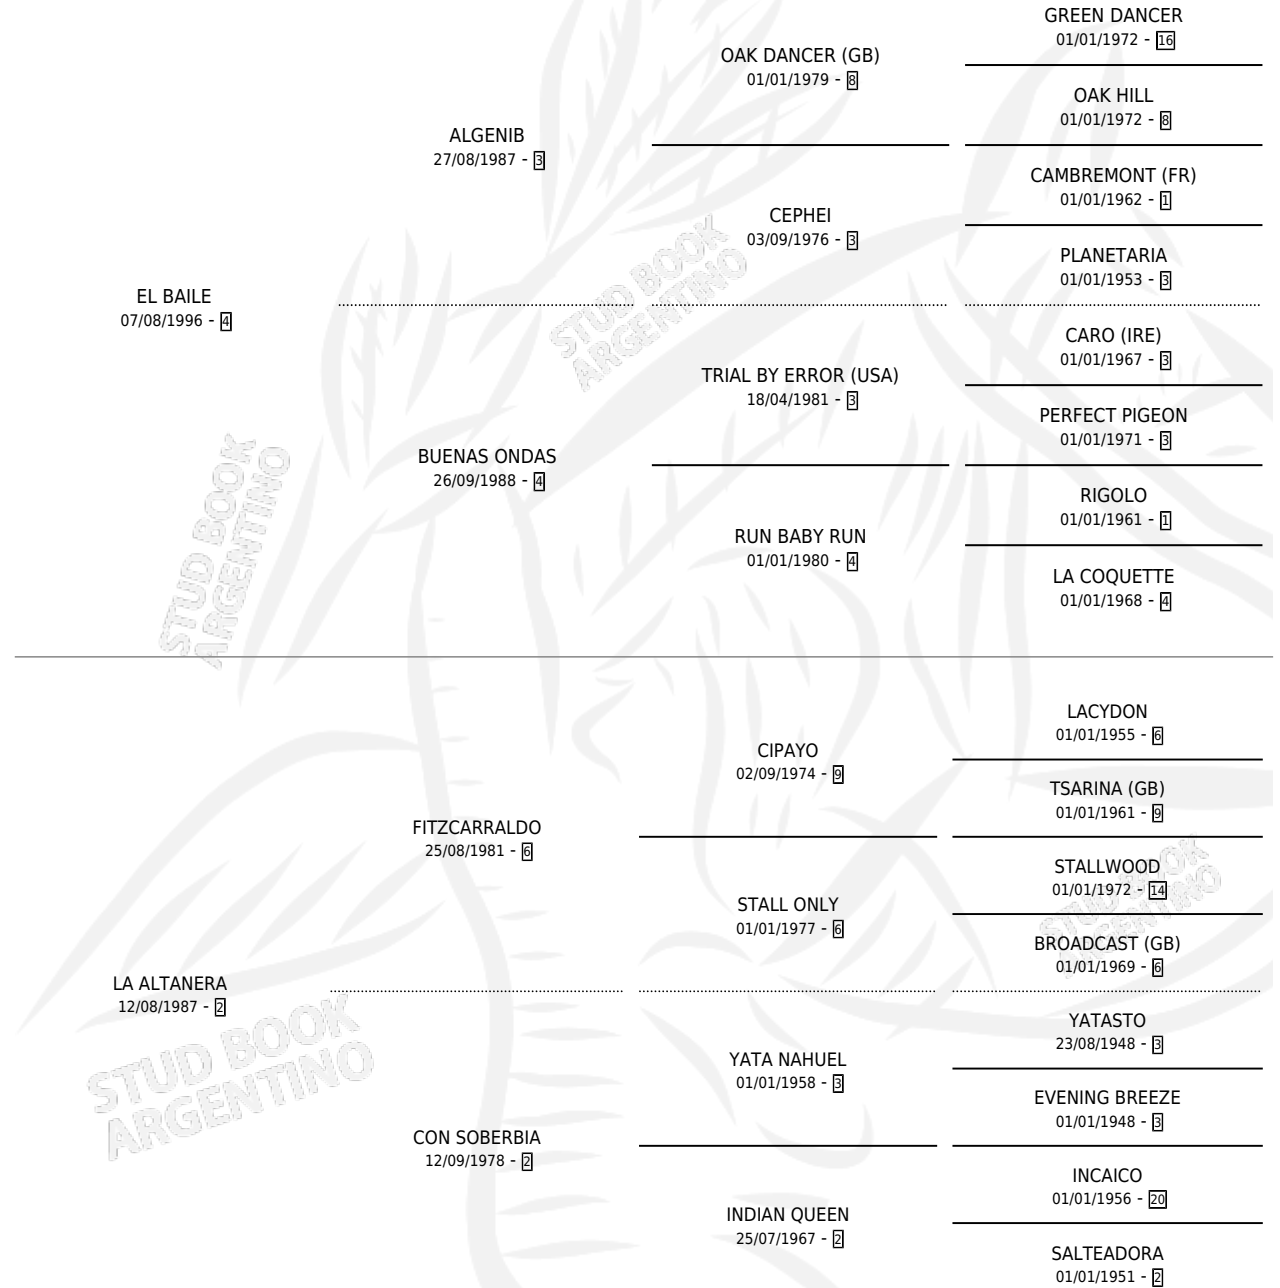 GREEN DANCER
01/01/1972 - 16
OAK DANCER (GB)
01/01/1979 - 8
OAK HILL
01/01/1972 - 8
ALGENIB
27/08/1987 - 3
CAMBREMONT (FR)
01/01/1962 - 1
CEPHEI
03/09/1976 - 3
PLANETARIA
01/01/1953 - 3
EL BAILE
07/08/1996 - 4
CARO (IRE)
01/01/1967 - 3
TRIAL BY ERROR (USA)
18/04/1981 - 3
PERFECT PIGEON
01/01/1971 - 3
BUENAS ONDAS
26/09/1988 - 4
RIGOLO
01/01/1961 - 1
RUN BABY RUN
01/01/1980 - 4
LA COQUETTE
01/01/1968 - 4
LACYDON
01/01/1955 - 6
CIPAYO
02/09/1974 - 9
TSARINA (GB)
01/01/1961 - 9
FITZCARRALDO
25/08/1981 - 6
STALLWOOD
01/01/1972 - 14
STALL ONLY
01/01/1977 - 6
BROADCAST (GB)
01/01/1969 - 6
LA ALTANERA
12/08/1987 - 2
YATASTO
23/08/1948 - 3
YATA NAHUEL
01/01/1958 - 3
EVENING BREEZE
01/01/1948 - 3
CON SOBERBIA
12/09/1978 - 2
INCAICO
01/01/1956 - 20
INDIAN QUEEN
25/07/1967 - 2
SALTEADORA
01/01/1951 - 2
STUD BOOK
ARGENTINO
STUD BOOK
ARGENTINO
STUD BOOK
ARGENTINO
STUD BOOK
ARGENTINO